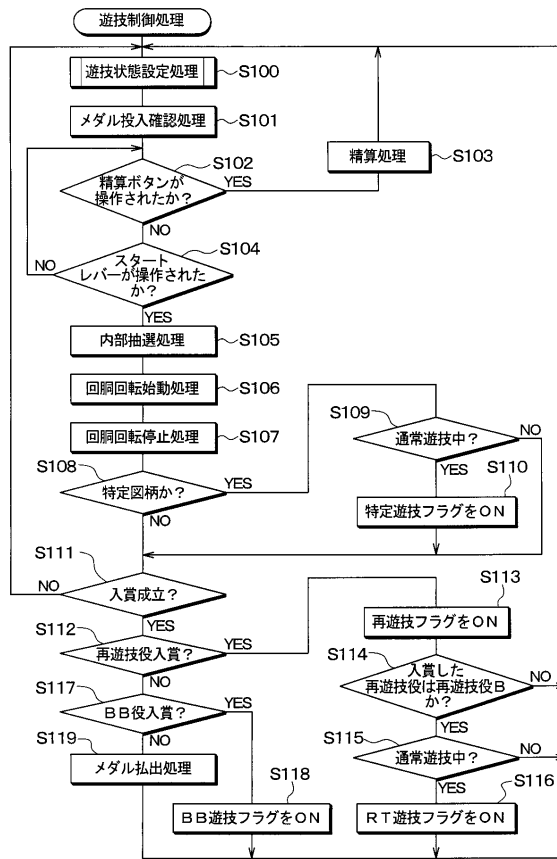 遊技制御処理
遊技状態設定処理
S100
メダル投入確認処理
S101
S102
精算ボタンが
操作されたか?
YES
NO
精算処理
S103
S104
スタート
レバーが操作された
か?
NO
YES
内部抽選処理
S105
回胴回転始動処理
S106
回胴回転停止処理
S107
S108
特定図柄か?
YES
NO
S109
通常遊技中?
NO
YES
S110
特定遊技フラグをON
S111
入賞成立?
NO
YES
S112
再遊技役入賞?
YES
NO
S113
再遊技フラグをON
S114
入賞した
再遊技役は再遊技役B
か?
NO
YES
S115
通常遊技中?
NO
YES
S116
RT遊技フラグをON
S117
BB役入賞?
YES
NO
S118
BB遊技フラグをON
S119
メダル払出処理